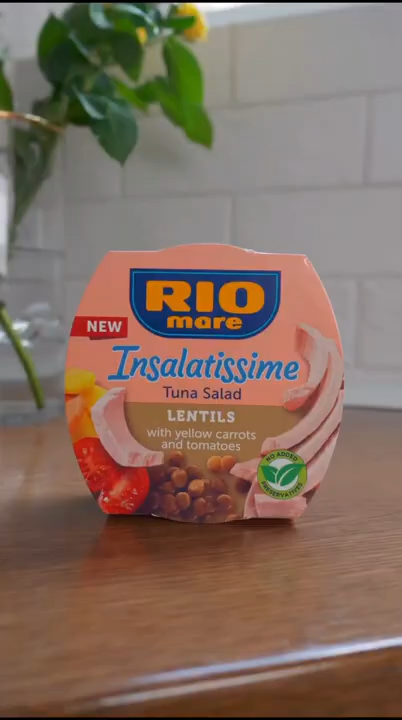 RIO
mare
NEW
Insalatissime
Tuna Salad
LENTILS
with yellow carrots
and tomatoes
NO ADDED
PRESERVATIVES